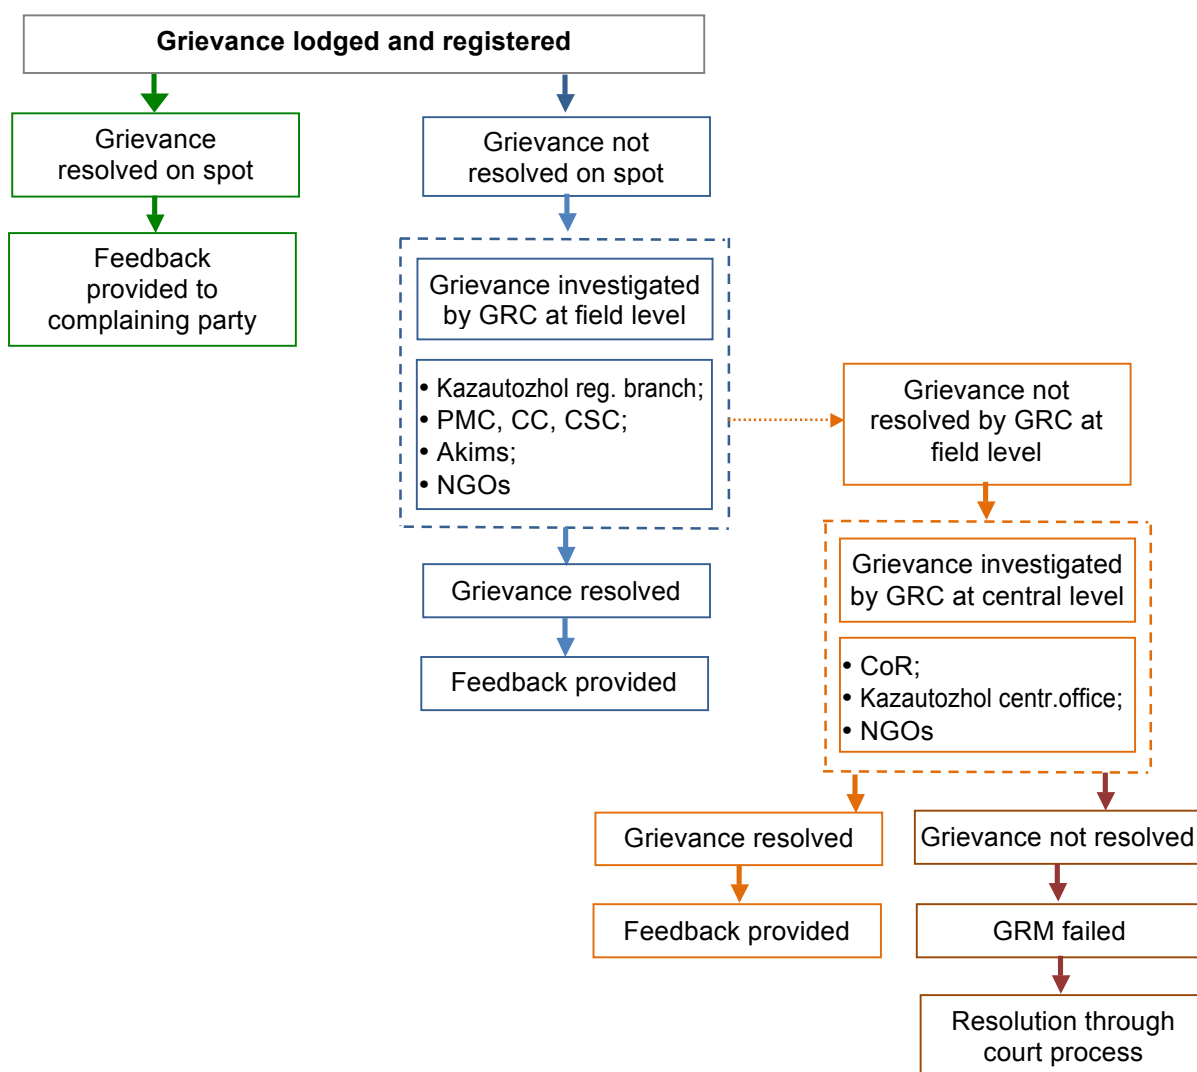 Grievance lodged and registered
Grievance
resolved on spot
Grievance not
resolved on spot
Feedback
provided to
complaining party
Grievance investigated
by GRC at field level
• Kazautozhol reg. branch;
• PMC, CC, CSC;
• Akims;
• NGOs
Grievance not
resolved by GRC at
field level
Grievance resolved
Feedback provided
Grievance investigated
by GRC at central level
• CoR;
• Kazautozhol centr.office;
• NGOs
Grievance resolved
Feedback provided
Grievance not resolved
GRM failed
Resolution through
court process